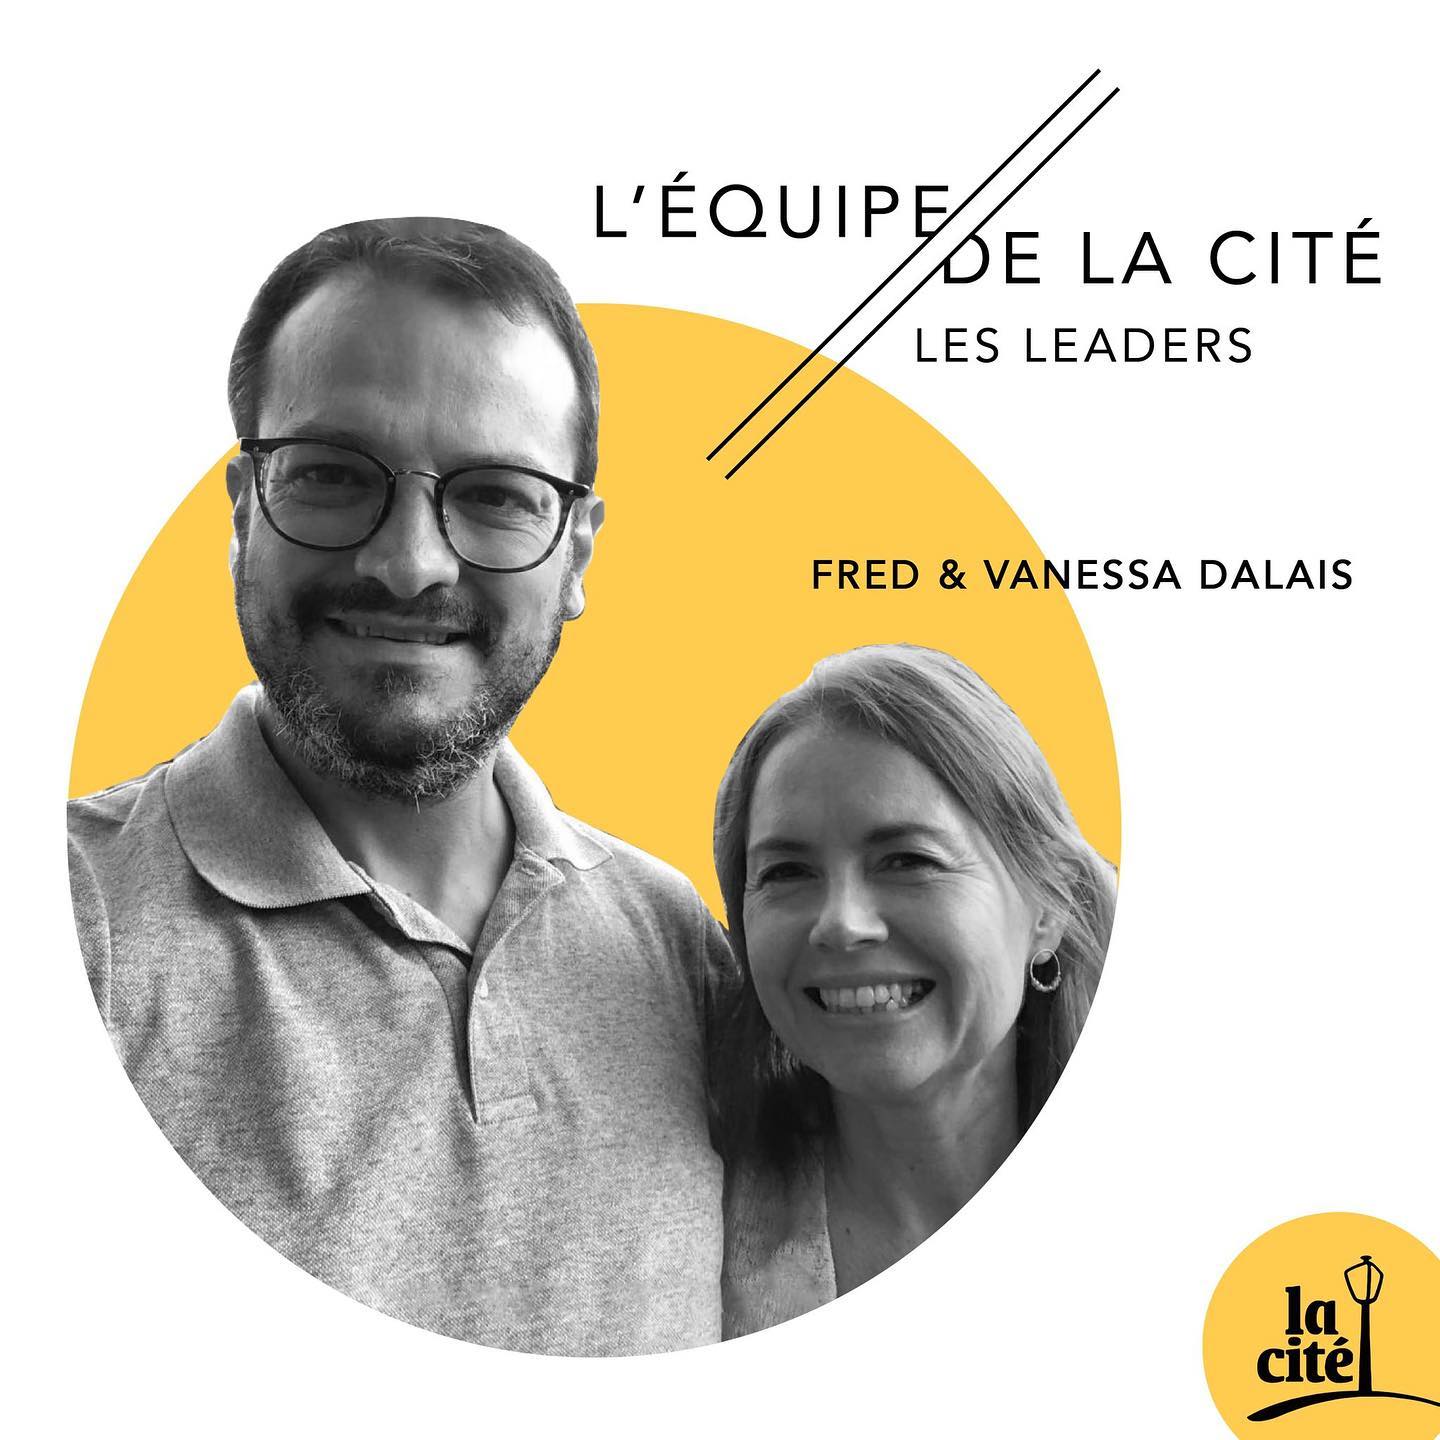 L’ÉQUIPE
DE LA CITÉ
LES LEADERS
FRED & VANESSA DALAIS
la
cité